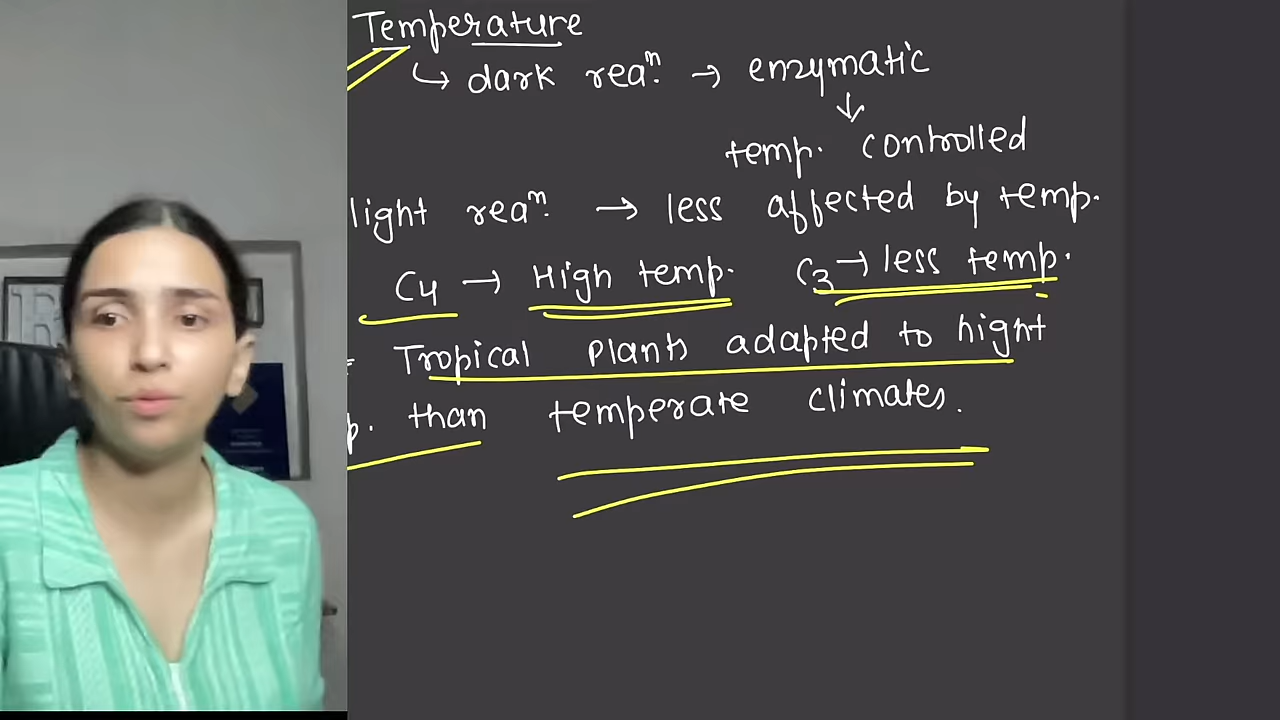 Temperature
↳ dark reaⁿ. → enzymatic
↓
temp. controlled
light reaⁿ. → less affected by temp.
C4 → High temp. C3 → less temp.
= Tropical Plants adapted to hight
p. than temperate climates.